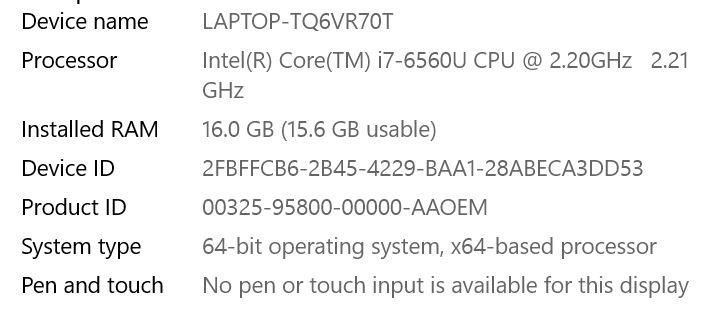 Device name LAPTOP-TQ6VR70T
Processor Intel(R) Core(TM) i7-6560U CPU @ 2.20GHz 2.21
GHz
Installed RAM 16.0 GB (15.6 GB usable)
Device ID 2FBFFCB6-2B45-4229-BAA1-28ABECA3DD53
Product ID 00325-95800-00000-AAOEM
System type 64-bit operating system, x64-based processor
Pen and touch No pen or touch input is available for this display